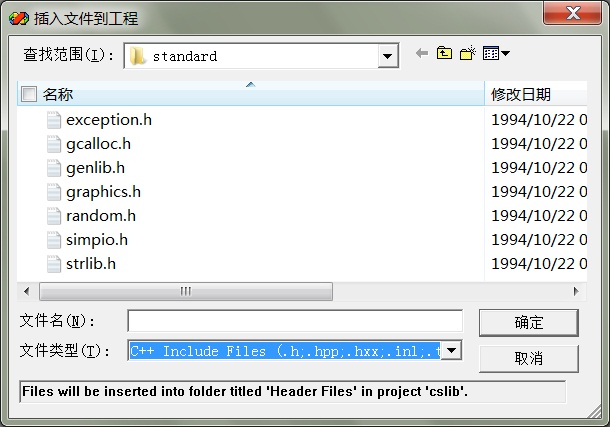 插入文件到工程
查找范围(I): standard
名称 修改日期
exception.h 1994/10/22 0
gcalloc.h 1994/10/22 0
genlib.h 1994/10/22 0
graphics.h 1994/10/22 0
random.h 1994/10/22 0
simpio.h 1994/10/22 0
strlib.h 1994/10/22 0
文件名(N): 确定
文件类型(T): C++ Include Files (.h;.hpp;.hxx;.inl;.t 取消
Files will be inserted into folder titled 'Header Files' in project 'cslib'.